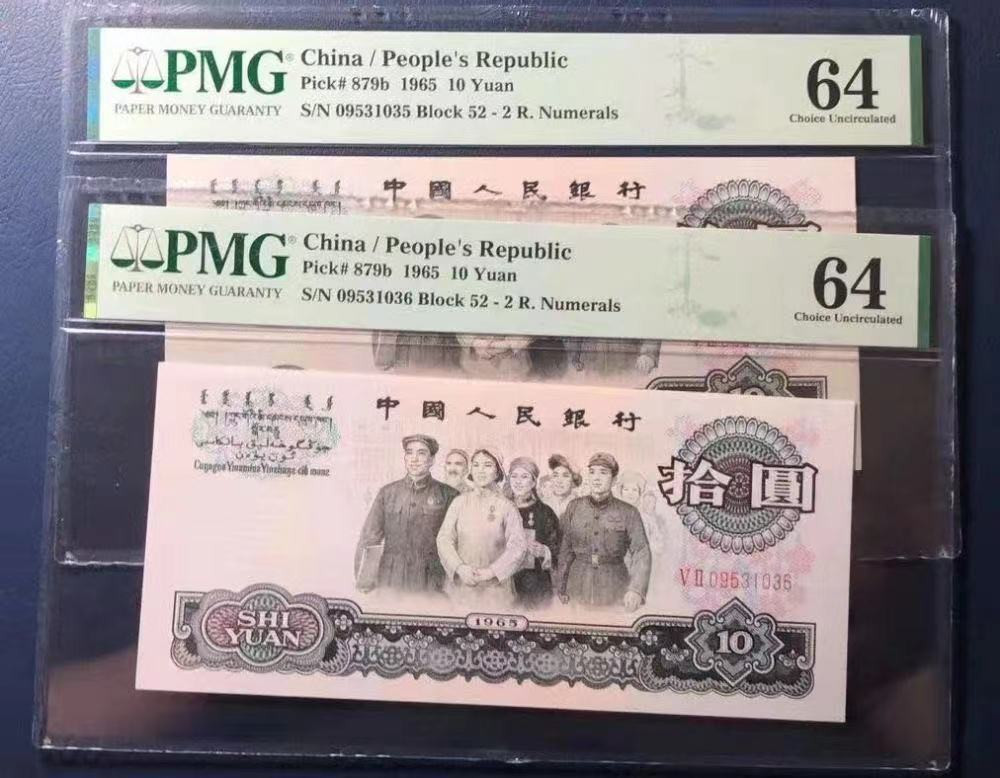 PMG
PAPER MONEY GUARANTY
China / People's Republic
Pick# 879b 1965 10 Yuan
S/N 09531035 Block 52 - 2 R. Numerals
64
Choice Uncirculated
中國人民銀行
PMG
PAPER MONEY GUARANTY
China / People's Republic
Pick# 879b 1965 10 Yuan
S/N 09531036 Block 52 - 2 R. Numerals
64
Choice Uncirculated
中國人民銀行
拾圓
VII 09531036
1965
SHI
YUAN
10